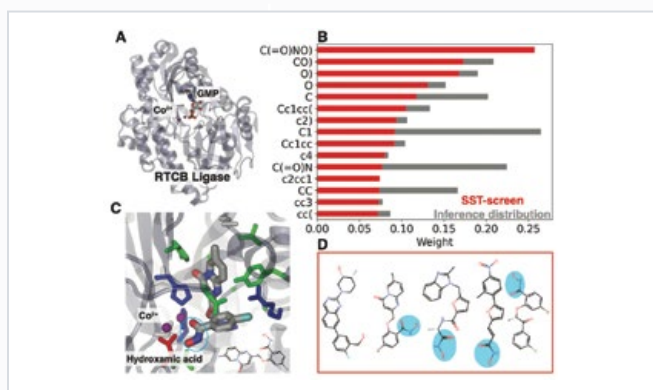 A
GMP
Co²⁺
RTCB Ligase
B
C(=O)NO)
CO)
O)
O
C
Cc1cc(
c2)
C1
Cc1cc
c4
C(=O)N
c2cc1
CC
cc3
cc(
SST-screen
Inference distribution
0.00 0.05 0.10 0.15 0.20 0.25
Weight
C
Co²⁺
Hydroxamic acid
D